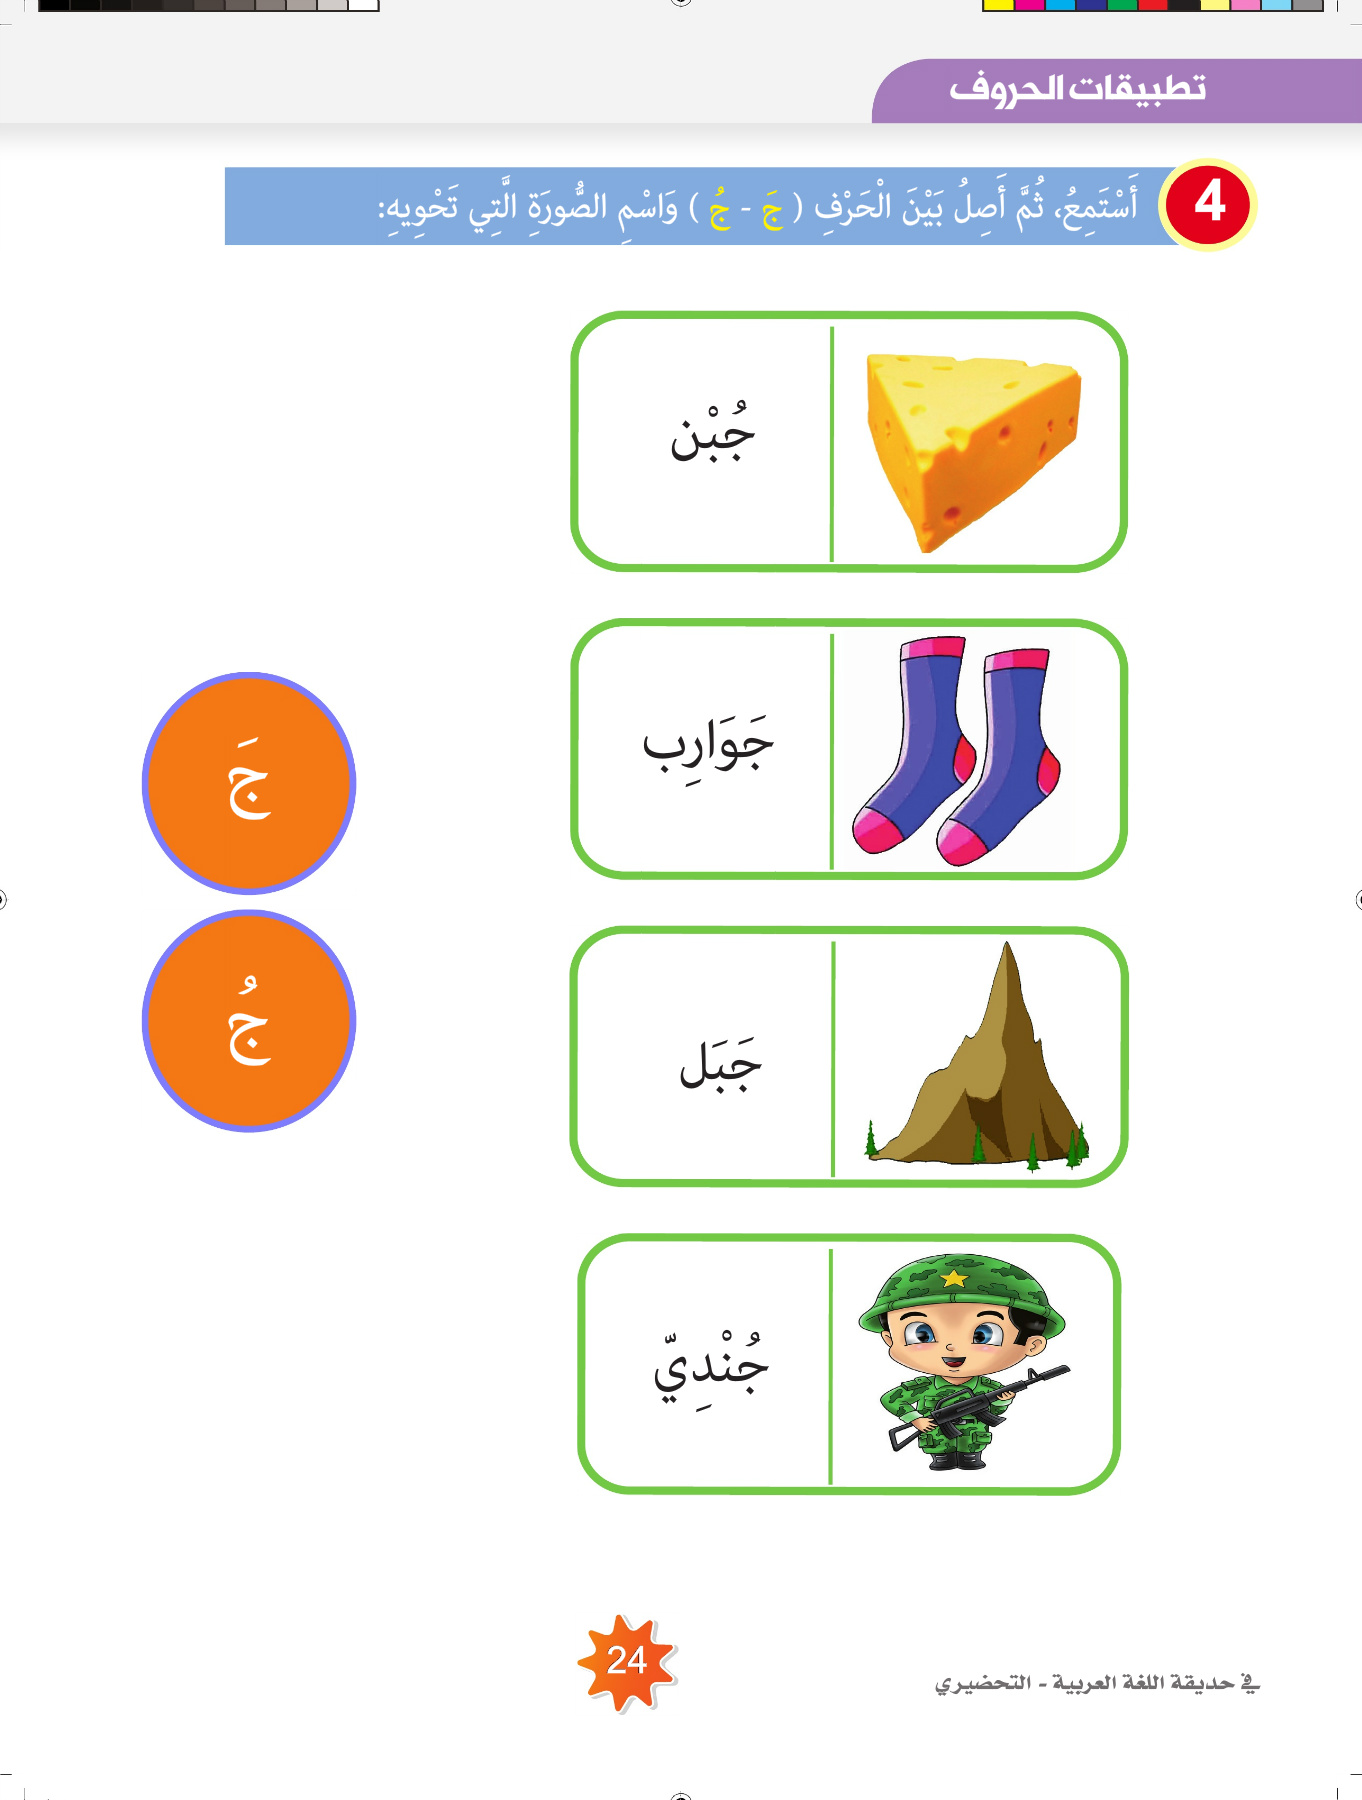 تطبيقات الحروف
4
أَسْتَمِعُ، ثُمَّ أَصِلُ بَيْنَ الْحَرْفِ ( جَ - جُ ) وَاسْمِ الصُّورَةِ الَّتِي تَحْوِيهِ:
جُبْن
جَوَارِب
جَ
جُ
جَبَل
جُنْدِيّ
24
في حديقة اللغة العربية - التحضيري